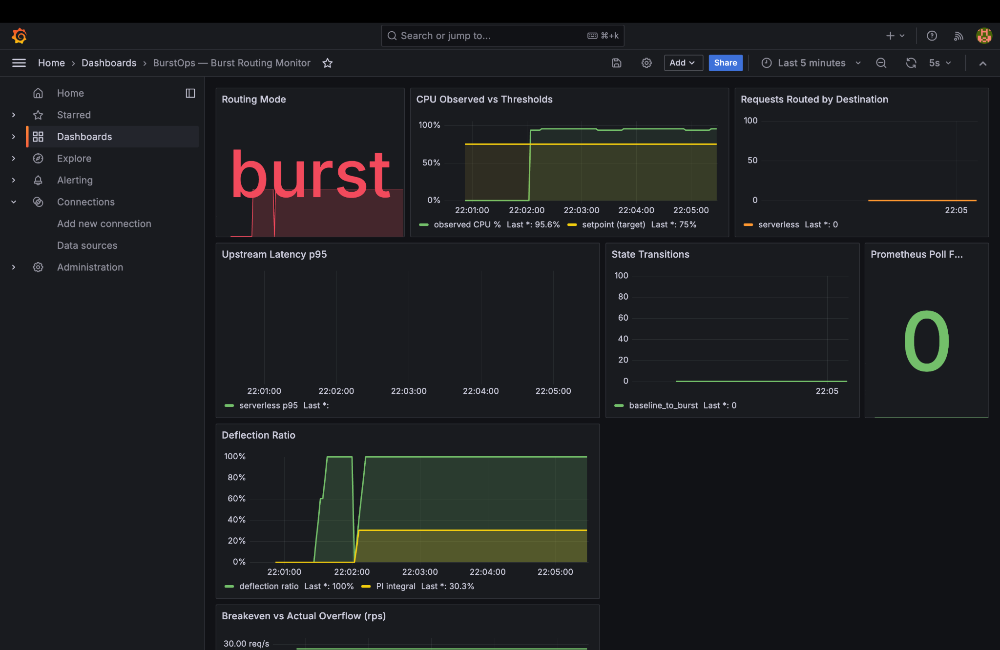 Search or jump to...
⌘+k
Home › Dashboards › BurstOps — Burst Routing Monitor
Add
Share
Last 5 minutes
5s
Home
Starred
Dashboards
Explore
Alerting
Connections
Add new connection
Data sources
Administration
Routing Mode
burst
CPU Observed vs Thresholds
100%
50%
0%
22:01:00 22:02:00 22:03:00 22:04:00 22:05:00
observed CPU % Last *: 95.6% setpoint (target) Last *: 75%
Requests Routed by Destination
100
50
0
22:05
serverless Last *: 0
Upstream Latency p95
22:01:00 22:02:00 22:03:00 22:04:00 22:05:00
serverless p95 Last *:
State Transitions
100
80
60
40
20
0
22:05
baseline_to_burst Last *: 0
Prometheus Poll F...
0
Deflection Ratio
100%
80%
60%
40%
20%
0%
22:01:00 22:02:00 22:03:00 22:04:00 22:05:00
deflection ratio Last *: 100% PI integral Last *: 30.3%
Breakeven vs Actual Overflow (rps)
30.00 req/s